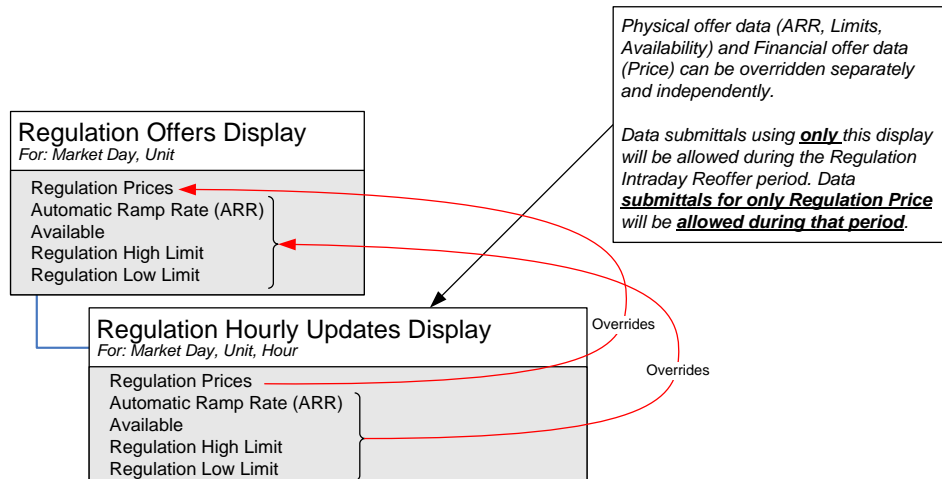 Physical offer data (ARR, Limits,
Availability) and Financial offer data
(Price) can be overridden separately
and independently.
Data submittals using only this display
will be allowed during the Regulation
Intraday Reoffer period. Data
submittals for only Regulation Price
will be allowed during that period.
Regulation Offers Display
For: Market Day, Unit
Regulation Prices
Automatic Ramp Rate (ARR)
Available
Regulation High Limit
Regulation Low Limit
Regulation Hourly Updates Display
For: Market Day, Unit, Hour
Overrides
Overrides
Regulation Prices
Automatic Ramp Rate (ARR)
Available
Regulation High Limit
Regulation Low Limit